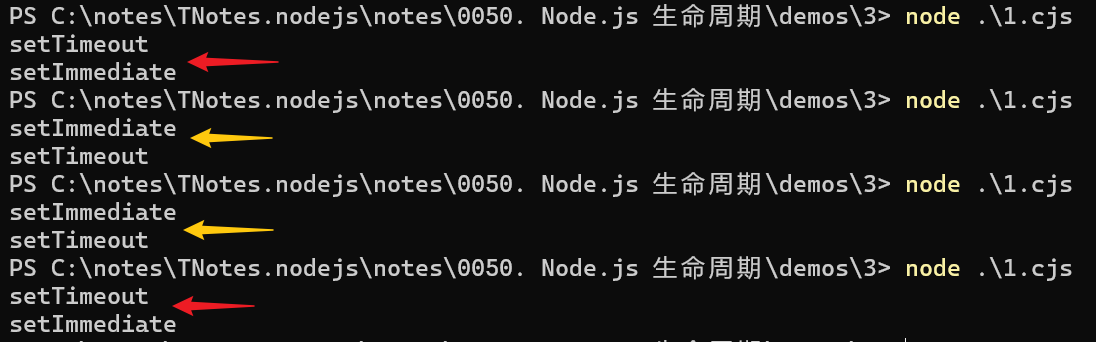 PS C:\notes\TNotes.nodejs\notes\0050. Node.js 生命周期\demos\3> node .\1.cjs
setTimeout
setImmediate
PS C:\notes\TNotes.nodejs\notes\0050. Node.js 生命周期\demos\3> node .\1.cjs
setImmediate
setTimeout
PS C:\notes\TNotes.nodejs\notes\0050. Node.js 生命周期\demos\3> node .\1.cjs
setImmediate
setTimeout
PS C:\notes\TNotes.nodejs\notes\0050. Node.js 生命周期\demos\3> node .\1.cjs
setTimeout
setImmediate